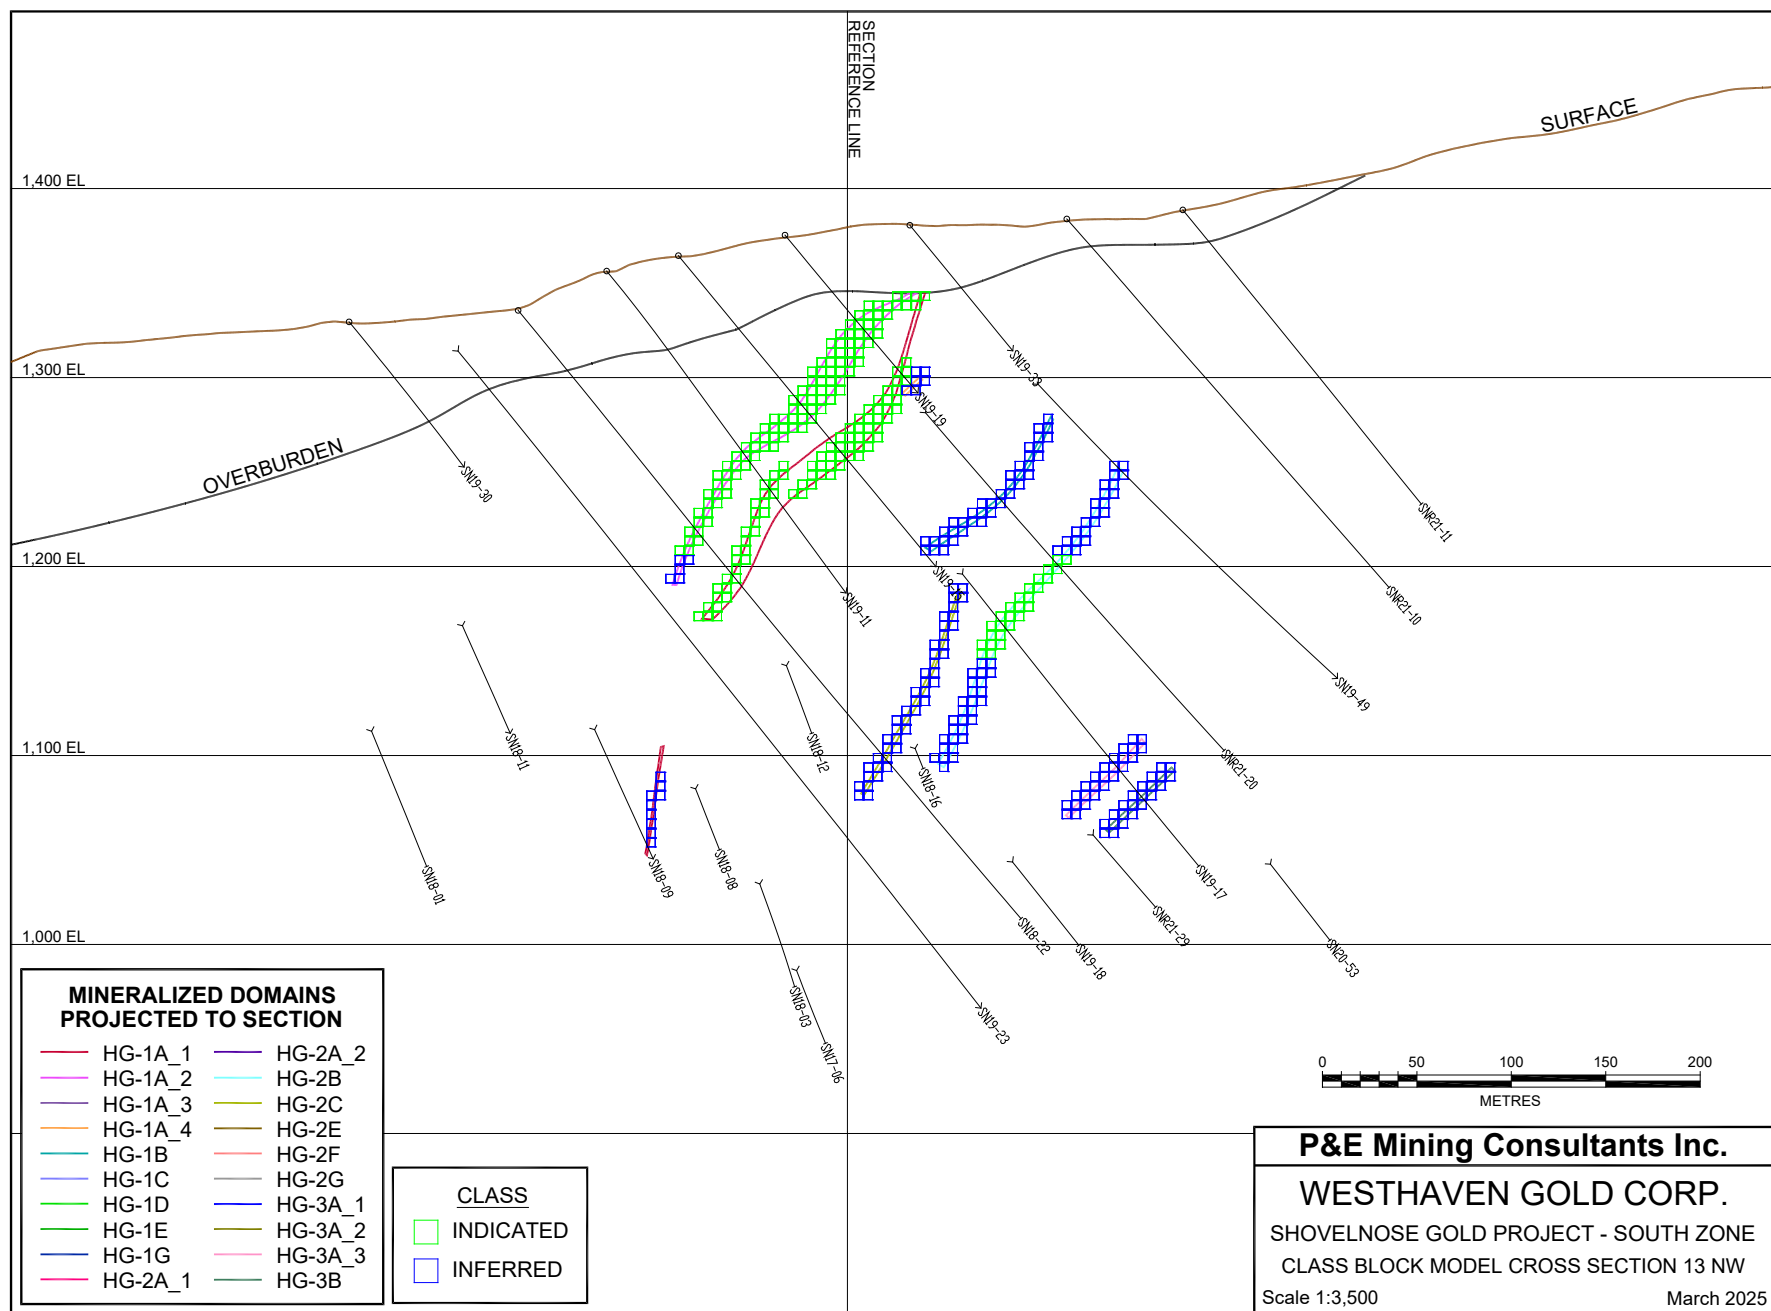 SECTION
REFERENCE LINE
SURFACE
1,400 EL
1,300 EL
SN19-33
SN19-19
OVERBURDEN
SN19-30
SNR21-11
1,200 EL
SN19-11
SNR21-10
SN19-49
SN18-11
SN18-12
1,100 EL
SN18-16
SNR21-20
SN18-01
SN18-09
SN18-08
SN19-17
SN18-22
SNR21-29
1,000 EL
SN19-18
SN20-53
SN18-03
SN19-23
SN17-06
MINERALIZED DOMAINS
PROJECTED TO SECTION
HG-1A_1
HG-1A_2
HG-1A_3
HG-1A_4
HG-1B
HG-1C
HG-1D
HG-1E
HG-1G
HG-2A_1
HG-2A_2
HG-2B
HG-2C
HG-2E
HG-2F
HG-2G
HG-3A_1
HG-3A_2
HG-3A_3
HG-3B
CLASS
INDICATED
INFERRED
0 50 100 150 200
METRES
P&E Mining Consultants Inc.
WESTHAVEN GOLD CORP.
SHOVELNOSE GOLD PROJECT - SOUTH ZONE
CLASS BLOCK MODEL CROSS SECTION 13 NW
Scale 1:3,500 March 2025